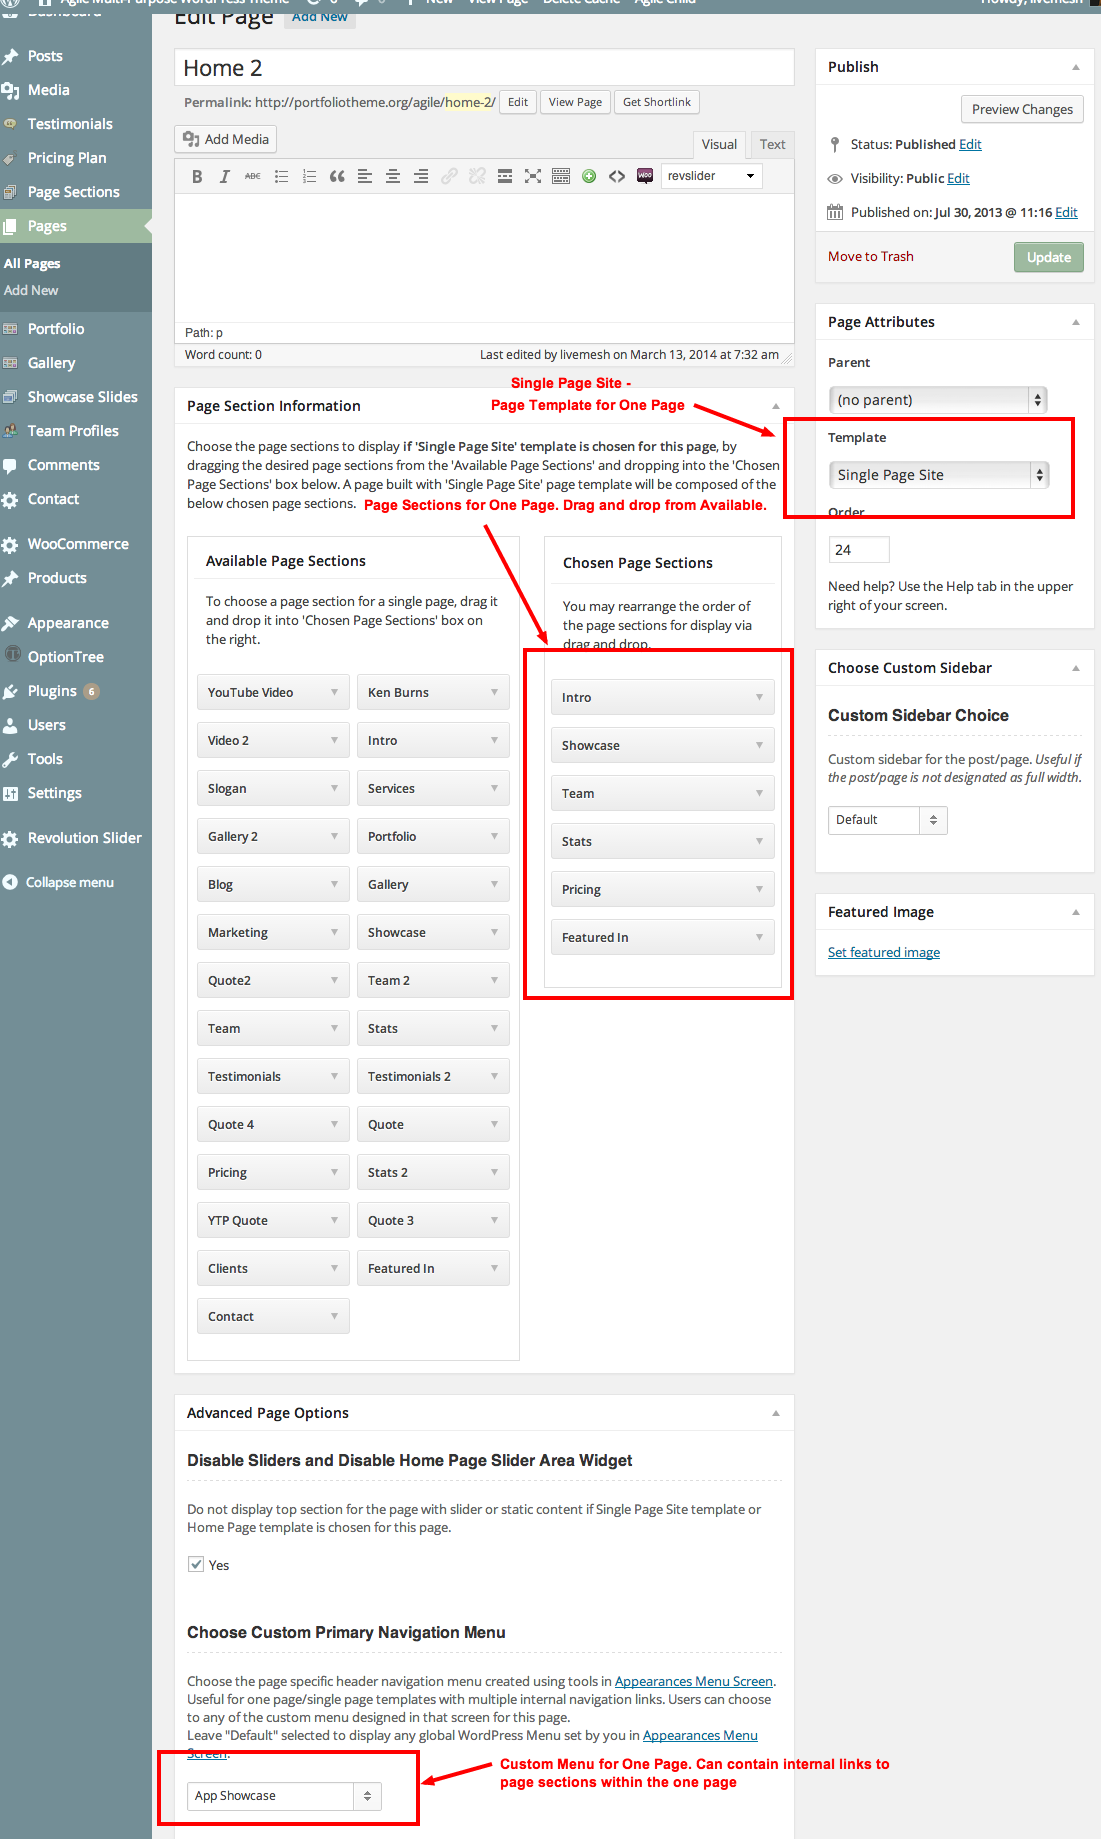 Agile Multi-Purpose WordPress Theme
New
View Page
Delete Cache
Agile Child
Howdy, livemesh
Dashboard
Posts
Media
Testimonials
Pricing Plan
Page Sections
Pages
All Pages
Add New
Portfolio
Gallery
Showcase Slides
Team Profiles
Comments
Contact
WooCommerce
Products
Appearance
OptionTree
Plugins 6
Users
Tools
Settings
Revolution Slider
Collapse menu
Edit Page Add New
Home 2
Permalink: http://portfoliotheme.org/agile/home-2/ Edit View Page Get Shortlink
Add Media
Visual Text
B I ABC
WOO
revslider
Path: p
Word count: 0 Last edited by livemesh on March 13, 2014 at 7:32 am
Single Page Site -
Page Template for One Page
Page Section Information
Choose the page sections to display if 'Single Page Site' template is chosen for this page, by
dragging the desired page sections from the 'Available Page Sections' and dropping into the 'Chosen
Page Sections' box below. A page built with 'Single Page Site' page template will be composed of the
below chosen page sections.
Page Sections for One Page. Drag and drop from Available.
Available Page Sections
To choose a page section for a single page, drag it
and drop it into 'Chosen Page Sections' box on
the right.
YouTube Video Ken Burns
Video 2 Intro
Slogan Services
Gallery 2 Portfolio
Blog Gallery
Marketing Showcase
Quote2 Team 2
Team Stats
Testimonials Testimonials 2
Quote 4 Quote
Pricing Stats 2
YTP Quote Quote 3
Clients Featured In
Contact
Chosen Page Sections
You may rearrange the order of
the page sections for display via
drag and drop.
Intro
Showcase
Team
Stats
Pricing
Featured In
Advanced Page Options
Disable Sliders and Disable Home Page Slider Area Widget
Do not display top section for the page with slider or static content if Single Page Site template or
Home Page template is chosen for this page.
Yes
Choose Custom Primary Navigation Menu
Choose the page specific header navigation menu created using tools in Appearances Menu Screen.
Useful for one page/single page templates with multiple internal navigation links. Users can choose
to any of the custom menu designed in that screen for this page.
Leave "Default" selected to display any global WordPress Menu set by you in Appearances Menu
Screen.
Custom Menu for One Page. Can contain internal links to
page sections within the one page
App Showcase
Publish
Preview Changes
Status: Published Edit
Visibility: Public Edit
Published on: Jul 30, 2013 @ 11:16 Edit
Move to Trash Update
Page Attributes
Parent
(no parent)
Template
Single Page Site
Order
24
Need help? Use the Help tab in the upper
right of your screen.
Choose Custom Sidebar
Custom Sidebar Choice
Custom sidebar for the post/page. Useful if
the post/page is not designated as full width.
Default
Featured Image
Set featured image